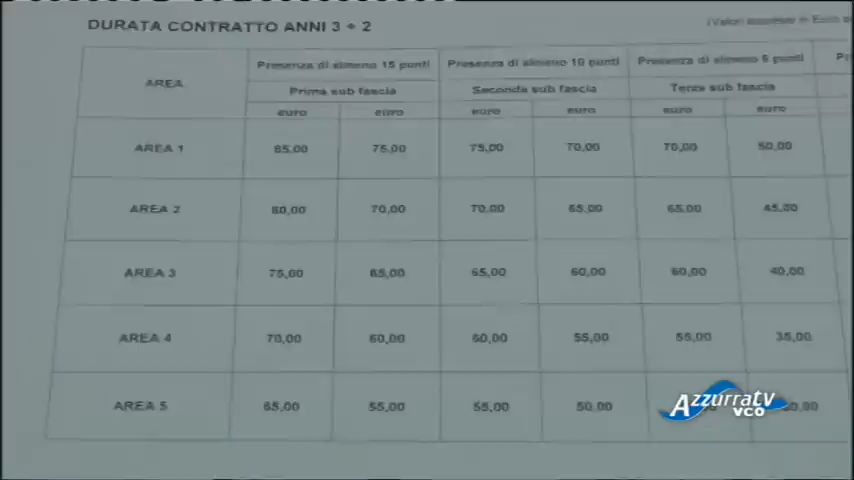 DURATA CONTRATTO ANNI 3 + 2
(Valori
AREA
Presenza di almeno 15 punti
Presenza di almeno 10 punti
Presenza di almeno 5 punti
Prima sub fascia
Seconda sub fascia
Terza sub fascia
euro euro euro euro euro euro
AREA 1 85,00 75,00 75,00 70,00 70,00 50,00
AREA 2 80,00 70,00 70,00 65,00 65,00 45,00
AREA 3 75,00 65,00 65,00 60,00 60,00 40,00
AREA 4 70,00 60,00 60,00 55,00 55,00 35,00
AREA 5 65,00 55,00 55,00 50,00
Azzurratv
VCO